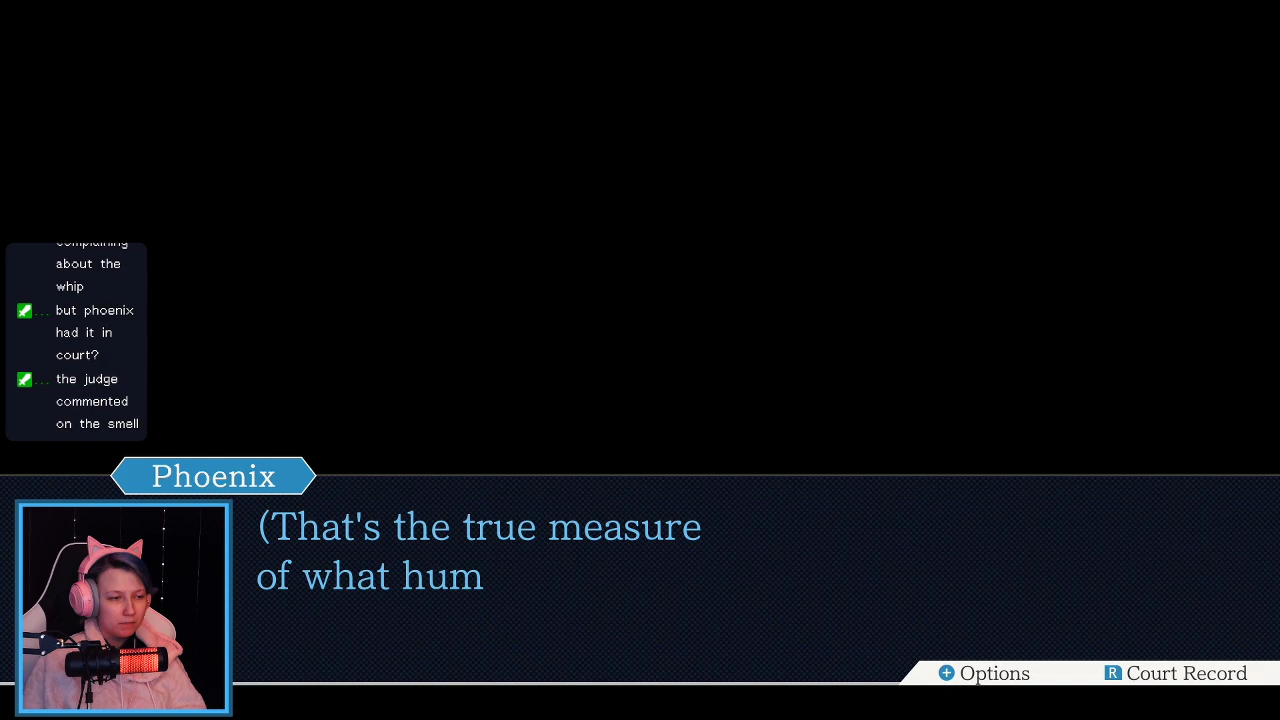 complaining
about the
whip
... but phoenix
had it in
court?
... the judge
commented
on the smell
Phoenix
(That's the true measure
of what hum
+ Options
R Court Record